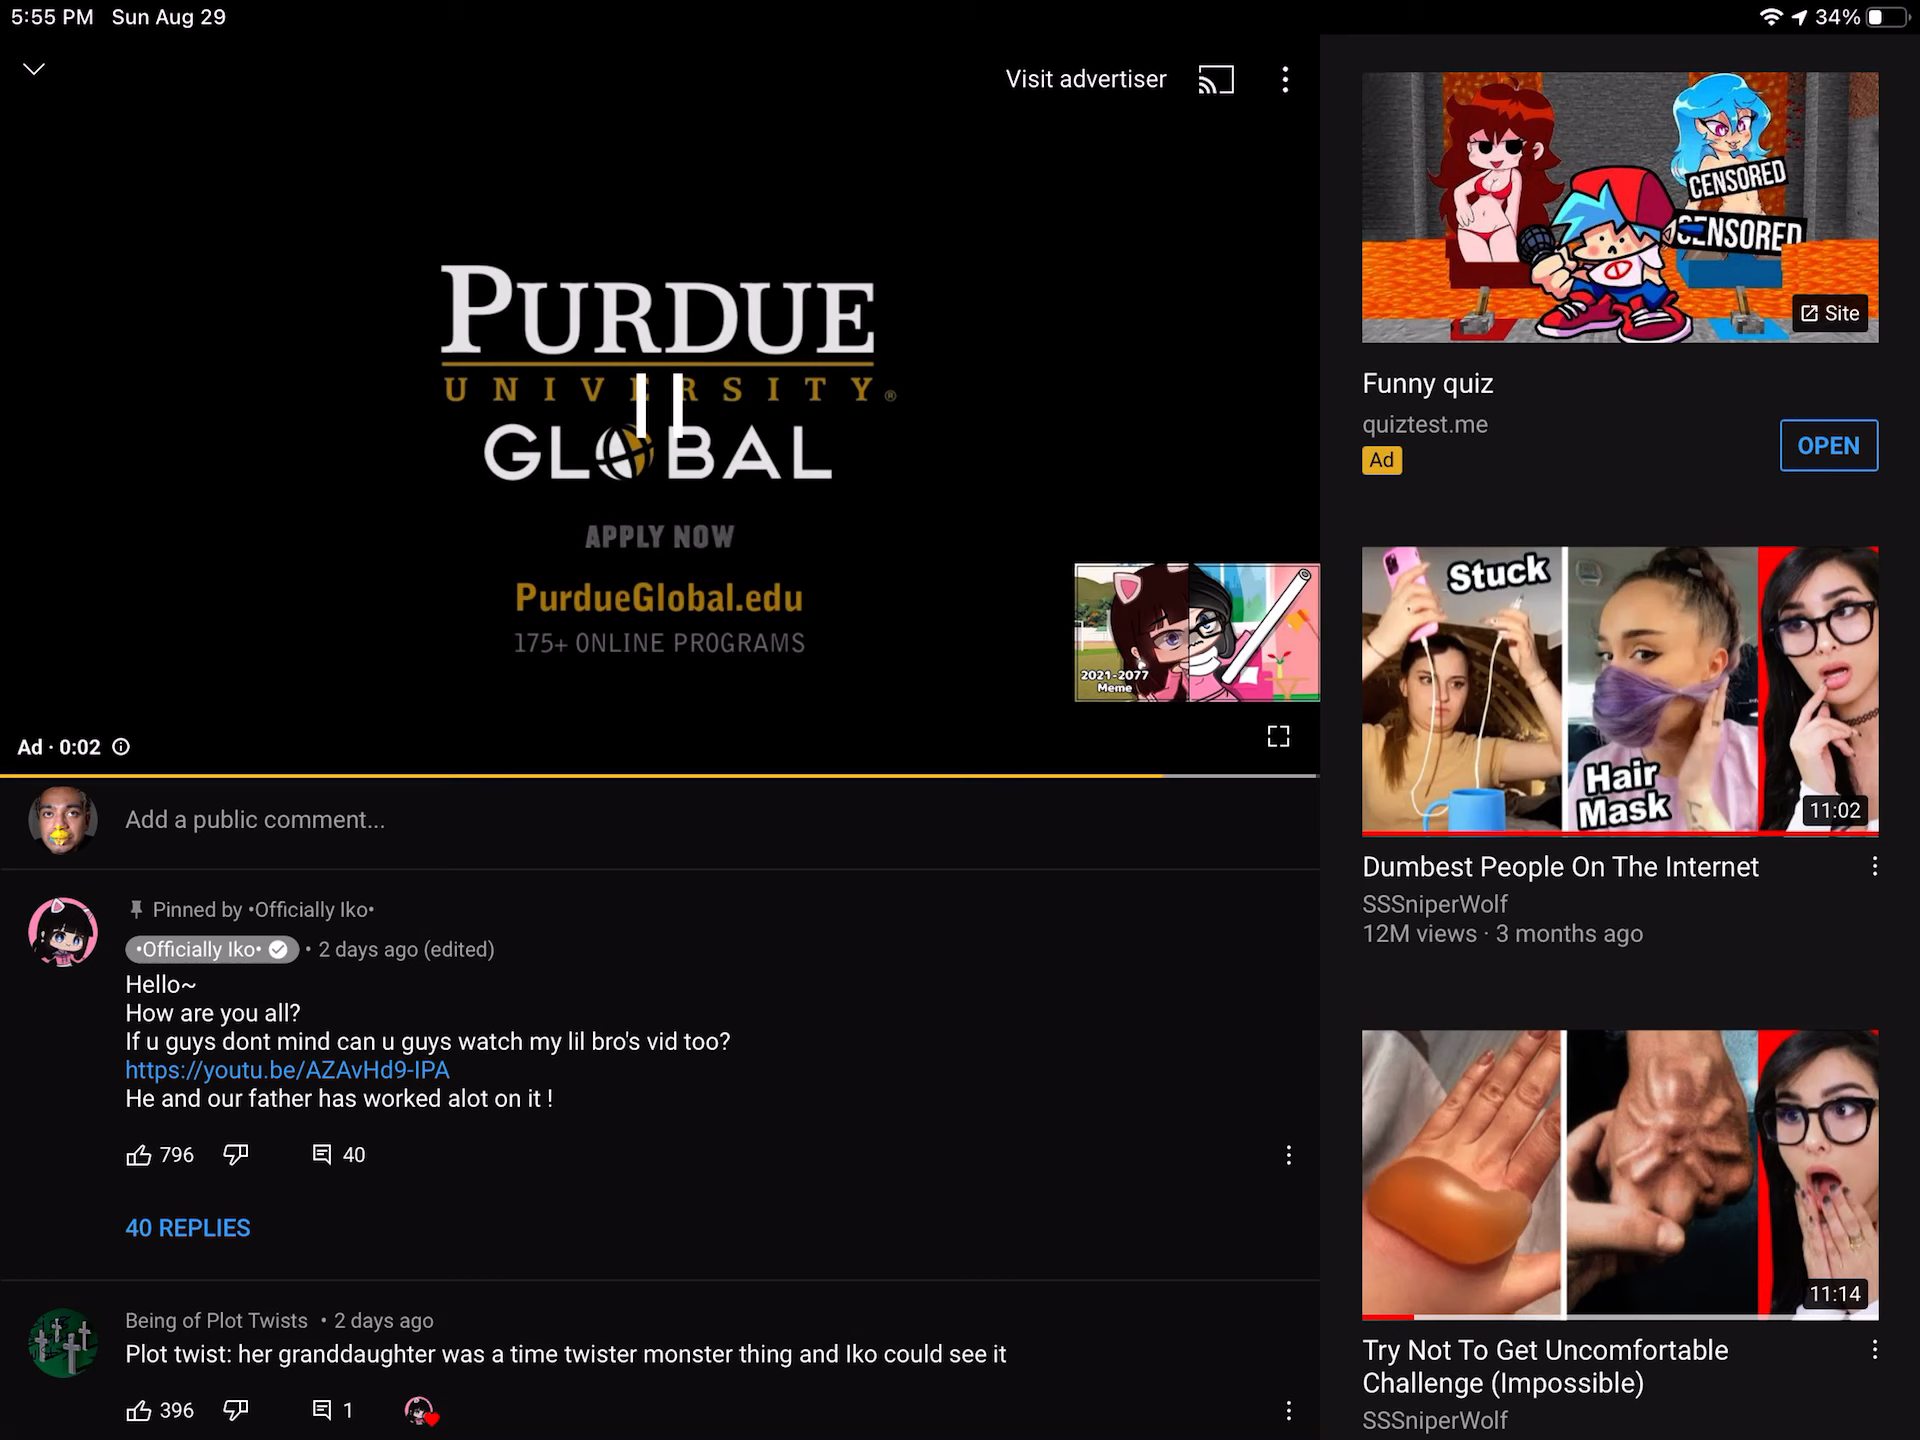 5:55 PM Sun Aug 29
34%
Visit advertiser
PURDUE
UNIVERSITY®
GLOBAL
APPLY NOW
PurdueGlobal.edu
175+ ONLINE PROGRAMS
2021-2077
Meme
Ad · 0:02
Add a public comment...
Pinned by •Officially Iko•
•Officially Iko• • 2 days ago (edited)
Hello~
How are you all?
If u guys dont mind can u guys watch my lil bro's vid too?
https://youtu.be/AZAvHd9-IPA
He and our father has worked alot on it !
796
40
40 REPLIES
Being of Plot Twists • 2 days ago
Plot twist: her granddaughter was a time twister monster thing and Iko could see it
396
1
CENSORED
CENSORED
Site
Funny quiz
quiztest.me
Ad
OPEN
Stuck
Hair
Mask
11:02
Dumbest People On The Internet
SSSniperWolf
12M views · 3 months ago
11:14
Try Not To Get Uncomfortable
Challenge (Impossible)
SSSniperWolf